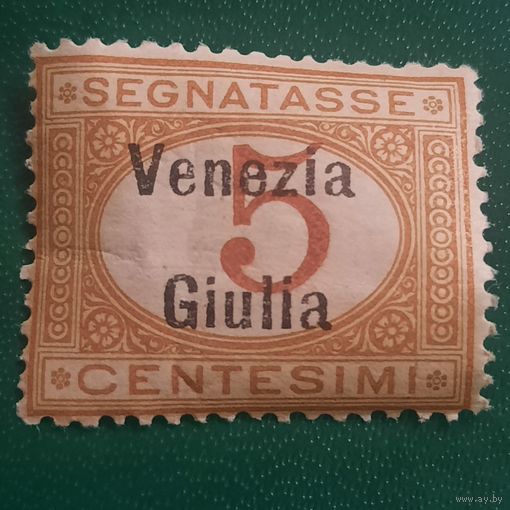 SEGNATASSE
Venezia
5
Giulia
CENTESIMI
www.ay.by